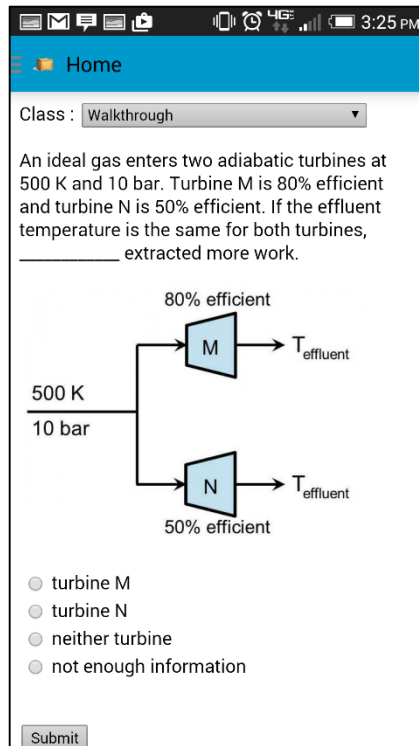 4G 3:25 PM
Home
Class : Walkthrough
An ideal gas enters two adiabatic turbines at
500 K and 10 bar. Turbine M is 80% efficient
and turbine N is 50% efficient. If the effluent
temperature is the same for both turbines,
____________ extracted more work.
80% efficient
M
Teffluent
500 K
10 bar
N
Teffluent
50% efficient
turbine M
turbine N
neither turbine
not enough information
Submit